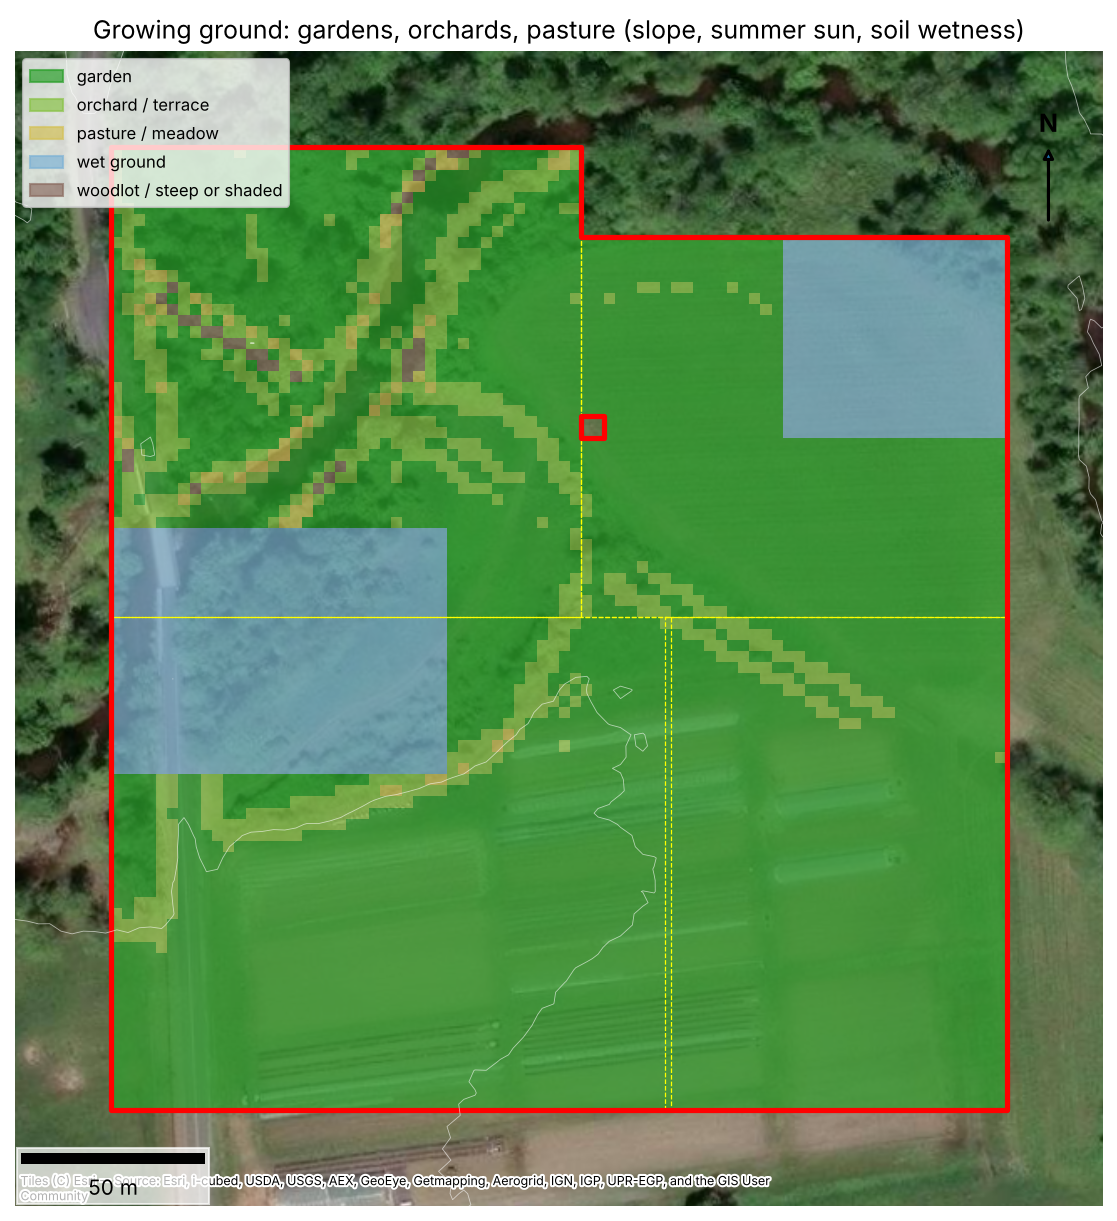 Growing ground: gardens, orchards, pasture (slope, summer sun, soil wetness)
garden
orchard / terrace
pasture / meadow
wet ground
woodlot / steep or shaded
N
50 m
Tiles (C) Esri -- Source: Esri, i-cubed, USDA, USGS, AEX, GeoEye, Getmapping, Aerogrid, IGN, IGP, UPR-EGP, and the GIS User
Community